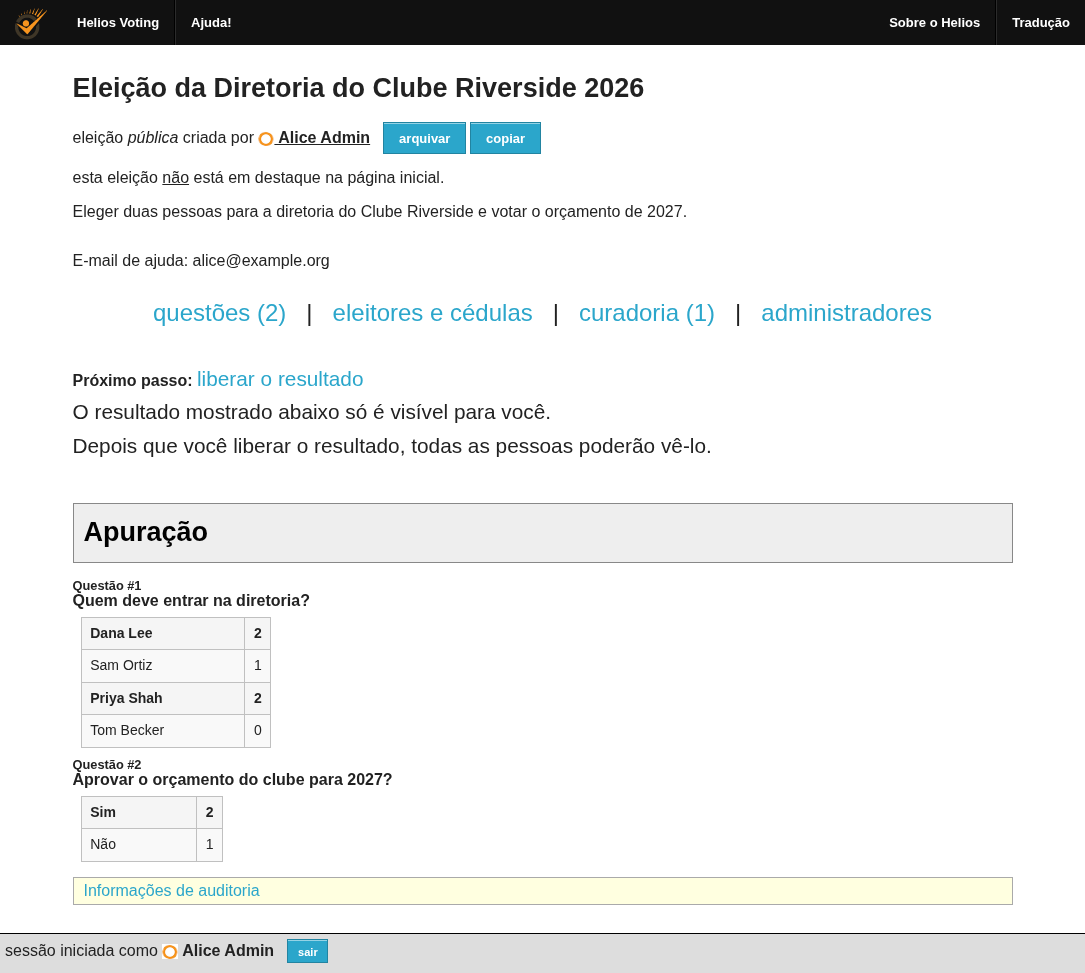 Helios Voting Ajuda! Sobre o Helios Tradução
Eleição da Diretoria do Clube Riverside 2026
eleição pública criada por Alice Admin arquivar copiar
esta eleição não está em destaque na página inicial.
Eleger duas pessoas para a diretoria do Clube Riverside e votar o orçamento de 2027.
E-mail de ajuda: alice@example.org
questões (2) | eleitores e cédulas | curadoria (1) | administradores
Próximo passo: liberar o resultado
O resultado mostrado abaixo só é visível para você.
Depois que você liberar o resultado, todas as pessoas poderão vê-lo.
Apuração
Questão #1
Quem deve entrar na diretoria?
Dana Lee 2
Sam Ortiz 1
Priya Shah 2
Tom Becker 0
Questão #2
Aprovar o orçamento do clube para 2027?
Sim 2
Não 1
Informações de auditoria
sessão iniciada como Alice Admin sair